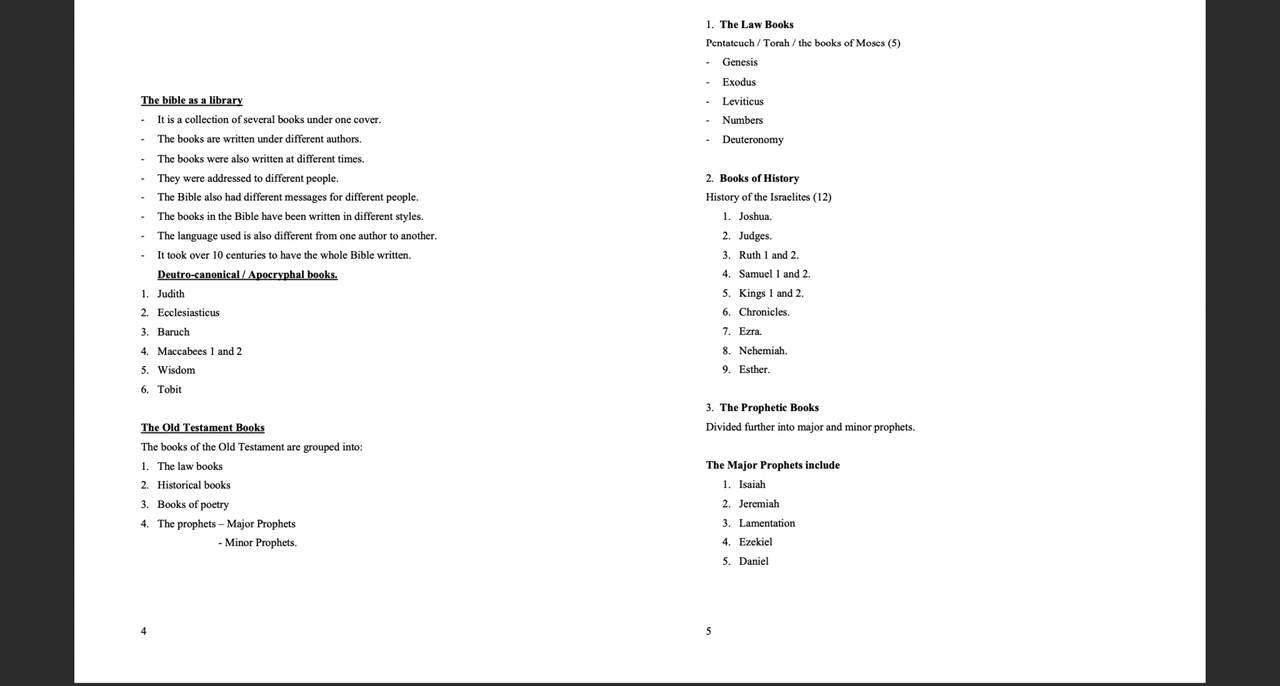 The bible as a library
- It is a collection of several books under one cover.
- The books are written under different authors.
- The books were also written at different times.
- They were addressed to different people.
- The Bible also had different messages for different people.
- The books in the Bible have been written in different styles.
- The language used is also different from one author to another.
- It took over 10 centuries to have the whole Bible written.
Deutro-canonical / Apocryphal books.
1. Judith
2. Ecclesiasticus
3. Baruch
4. Maccabees 1 and 2
5. Wisdom
6. Tobit
The Old Testament Books
The books of the Old Testament are grouped into:
1. The law books
2. Historical books
3. Books of poetry
4. The prophets – Major Prophets
- Minor Prophets.
4
1. The Law Books
Pentateuch / Torah / the books of Moses (5)
- Genesis
- Exodus
- Leviticus
- Numbers
- Deuteronomy
2. Books of History
History of the Israelites (12)
1. Joshua.
2. Judges.
3. Ruth 1 and 2.
4. Samuel 1 and 2.
5. Kings 1 and 2.
6. Chronicles.
7. Ezra.
8. Nehemiah.
9. Esther.
3. The Prophetic Books
Divided further into major and minor prophets.
The Major Prophets include
1. Isaiah
2. Jeremiah
3. Lamentation
4. Ezekiel
5. Daniel
5